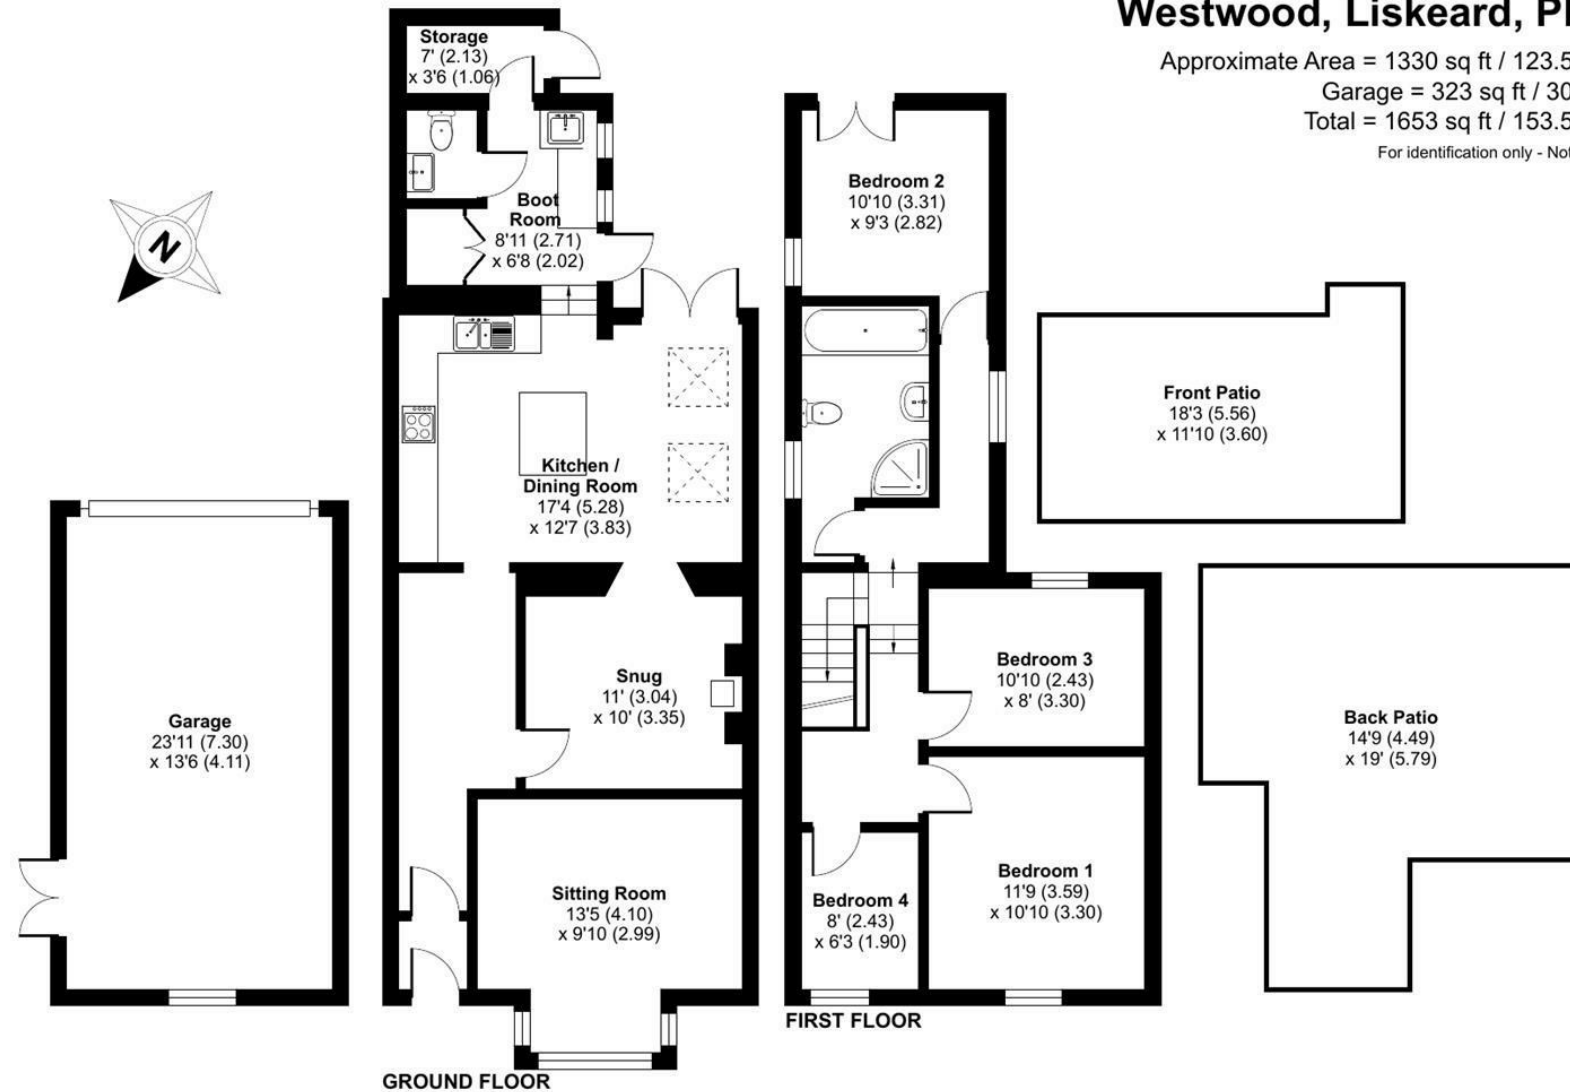 Westwood, Liskeard,
Approximate Area = 1330 sq ft / 123.5
Garage = 323 sq ft / 30
Total = 1653 sq ft / 153.5
For identification only - Not
Storage
7' (2.13)
x 3'6 (1.06)
Boot
Room
8'11 (2.71)
x 6'8 (2.02)
N
Kitchen /
Dining Room
17'4 (5.28)
x 12'7 (3.83)
Snug
11' (3.04)
x 10' (3.35)
Sitting Room
13'5 (4.10)
x 9'10 (2.99)
Garage
23'11 (7.30)
x 13'6 (4.11)
GROUND FLOOR
Bedroom 2
10'10 (3.31)
x 9'3 (2.82)
Bedroom 3
10'10 (2.43)
x 8' (3.30)
Bedroom 1
11'9 (3.59)
x 10'10 (3.30)
Bedroom 4
8' (2.43)
x 6'3 (1.90)
FIRST FLOOR
Front Patio
18'3 (5.56)
x 11'10 (3.60)
Back Patio
14'9 (4.49)
x 19' (5.79)